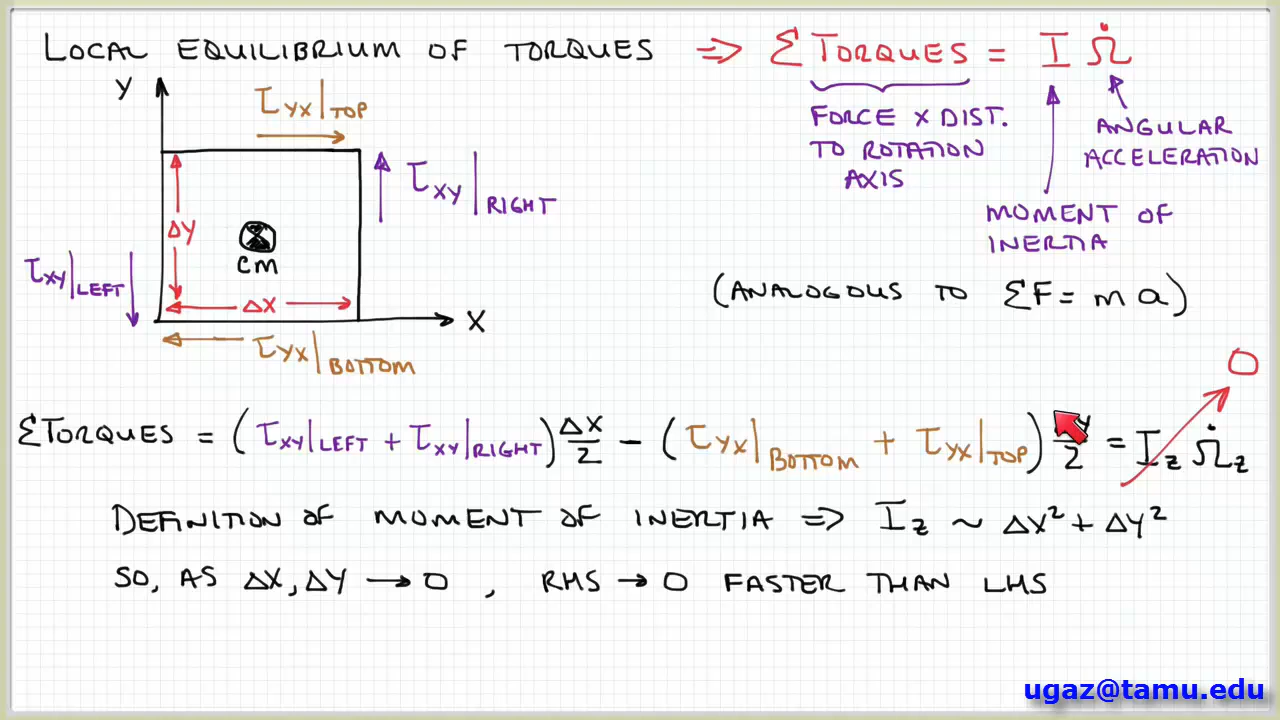 LOCAL EQUILIBRIUM OF TORQUES ⇒ ΣTORQUES = I Ω̇
Y
τyx|TOP
FORCE X DIST.
TO ROTATION
AXIS
ANGULAR
ACCELERATION
τxy|RIGHT
ΔY
MOMENT OF
INERTIA
CM
τxy|LEFT
ΔX
X
(ANALOGOUS TO ΣF = ma)
τyx|BOTTOM
O
ΣTORQUES = (τxy|LEFT + τxy|RIGHT) ΔX/2 − (τyx|BOTTOM + τyx|TOP) /2 = Iz Ω̇z
DEFINITION OF MOMENT OF INERTIA ⇒ Iz ~ ΔX² + ΔY²
SO, AS ΔX, ΔY → 0, RHS → 0 FASTER THAN LHS
ugaz@tamu.edu